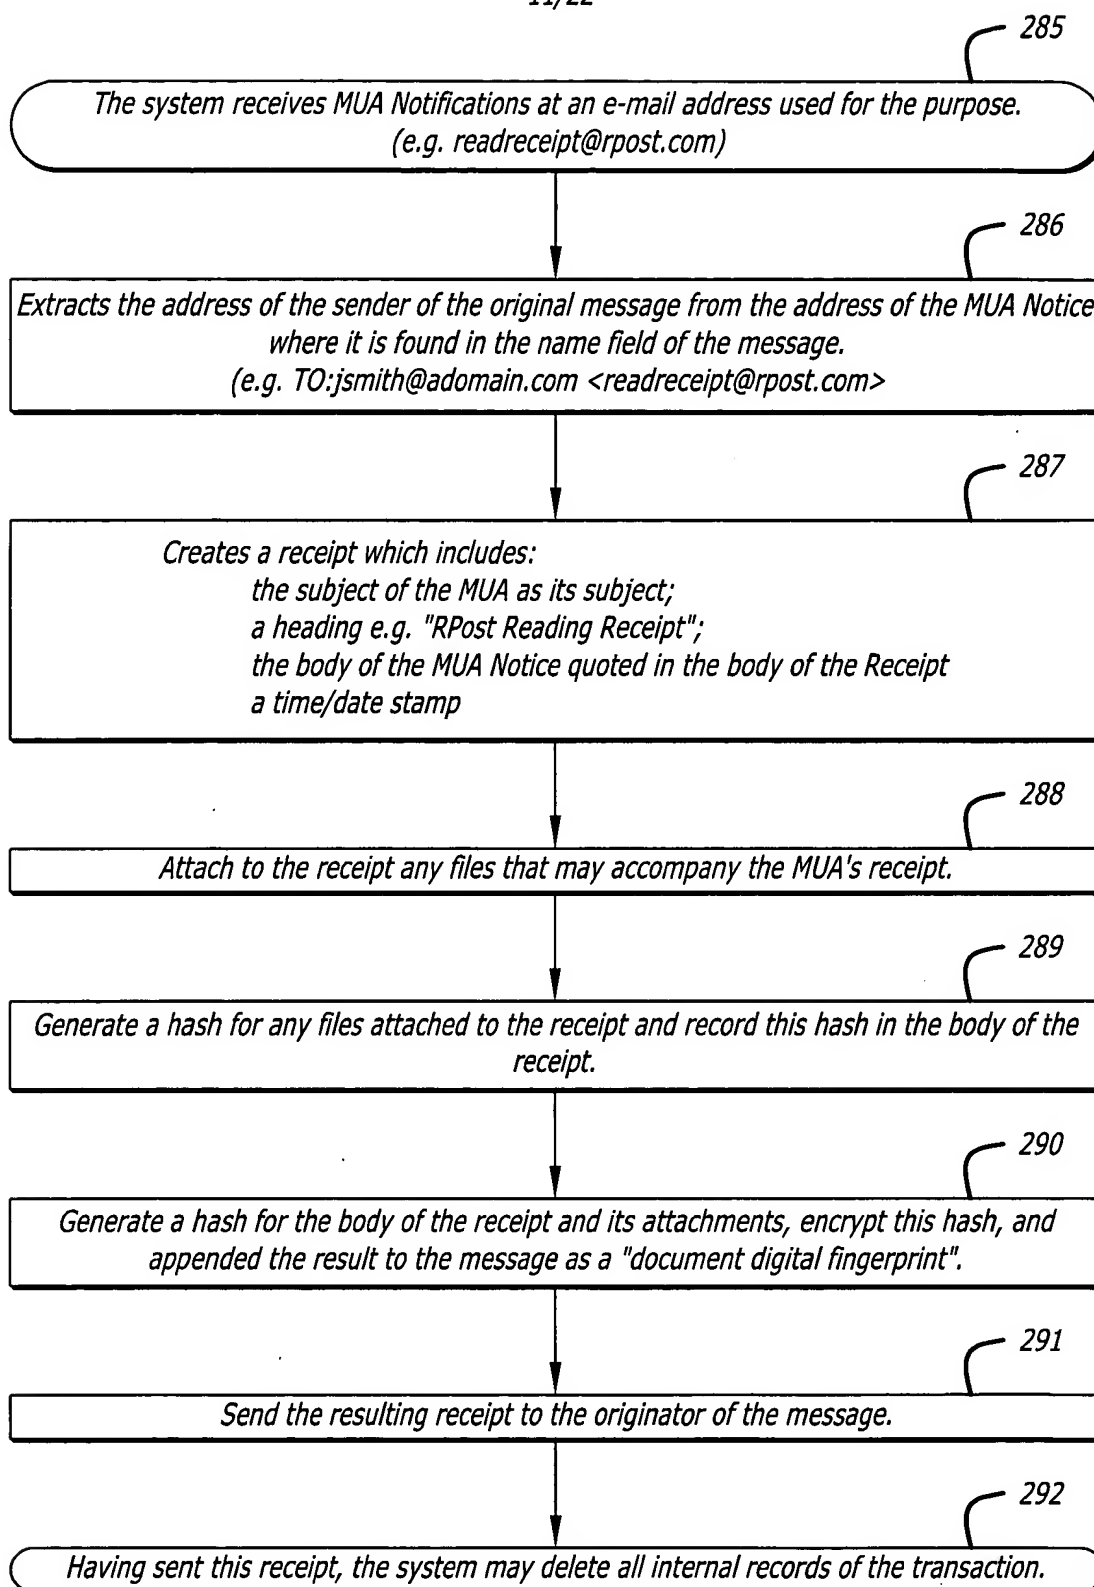 11/22
285
The system receives MUA Notifications at an e-mail address used for the purpose.
(e.g. readreceipt@rpost.com)
286
Extracts the address of the sender of the original message from the address of the MUA Notice
where it is found in the name field of the message.
(e.g. TO:jsmith@adomain.com <readreceipt@rpost.com>
287
Creates a receipt which includes:
the subject of the MUA as its subject;
a heading e.g. "RPost Reading Receipt";
the body of the MUA Notice quoted in the body of the Receipt
a time/date stamp
288
Attach to the receipt any files that may accompany the MUA's receipt.
289
Generate a hash for any files attached to the receipt and record this hash in the body of the
receipt.
290
Generate a hash for the body of the receipt and its attachments, encrypt this hash, and
appended the result to the message as a "document digital fingerprint".
291
Send the resulting receipt to the originator of the message.
292
Having sent this receipt, the system may delete all internal records of the transaction.